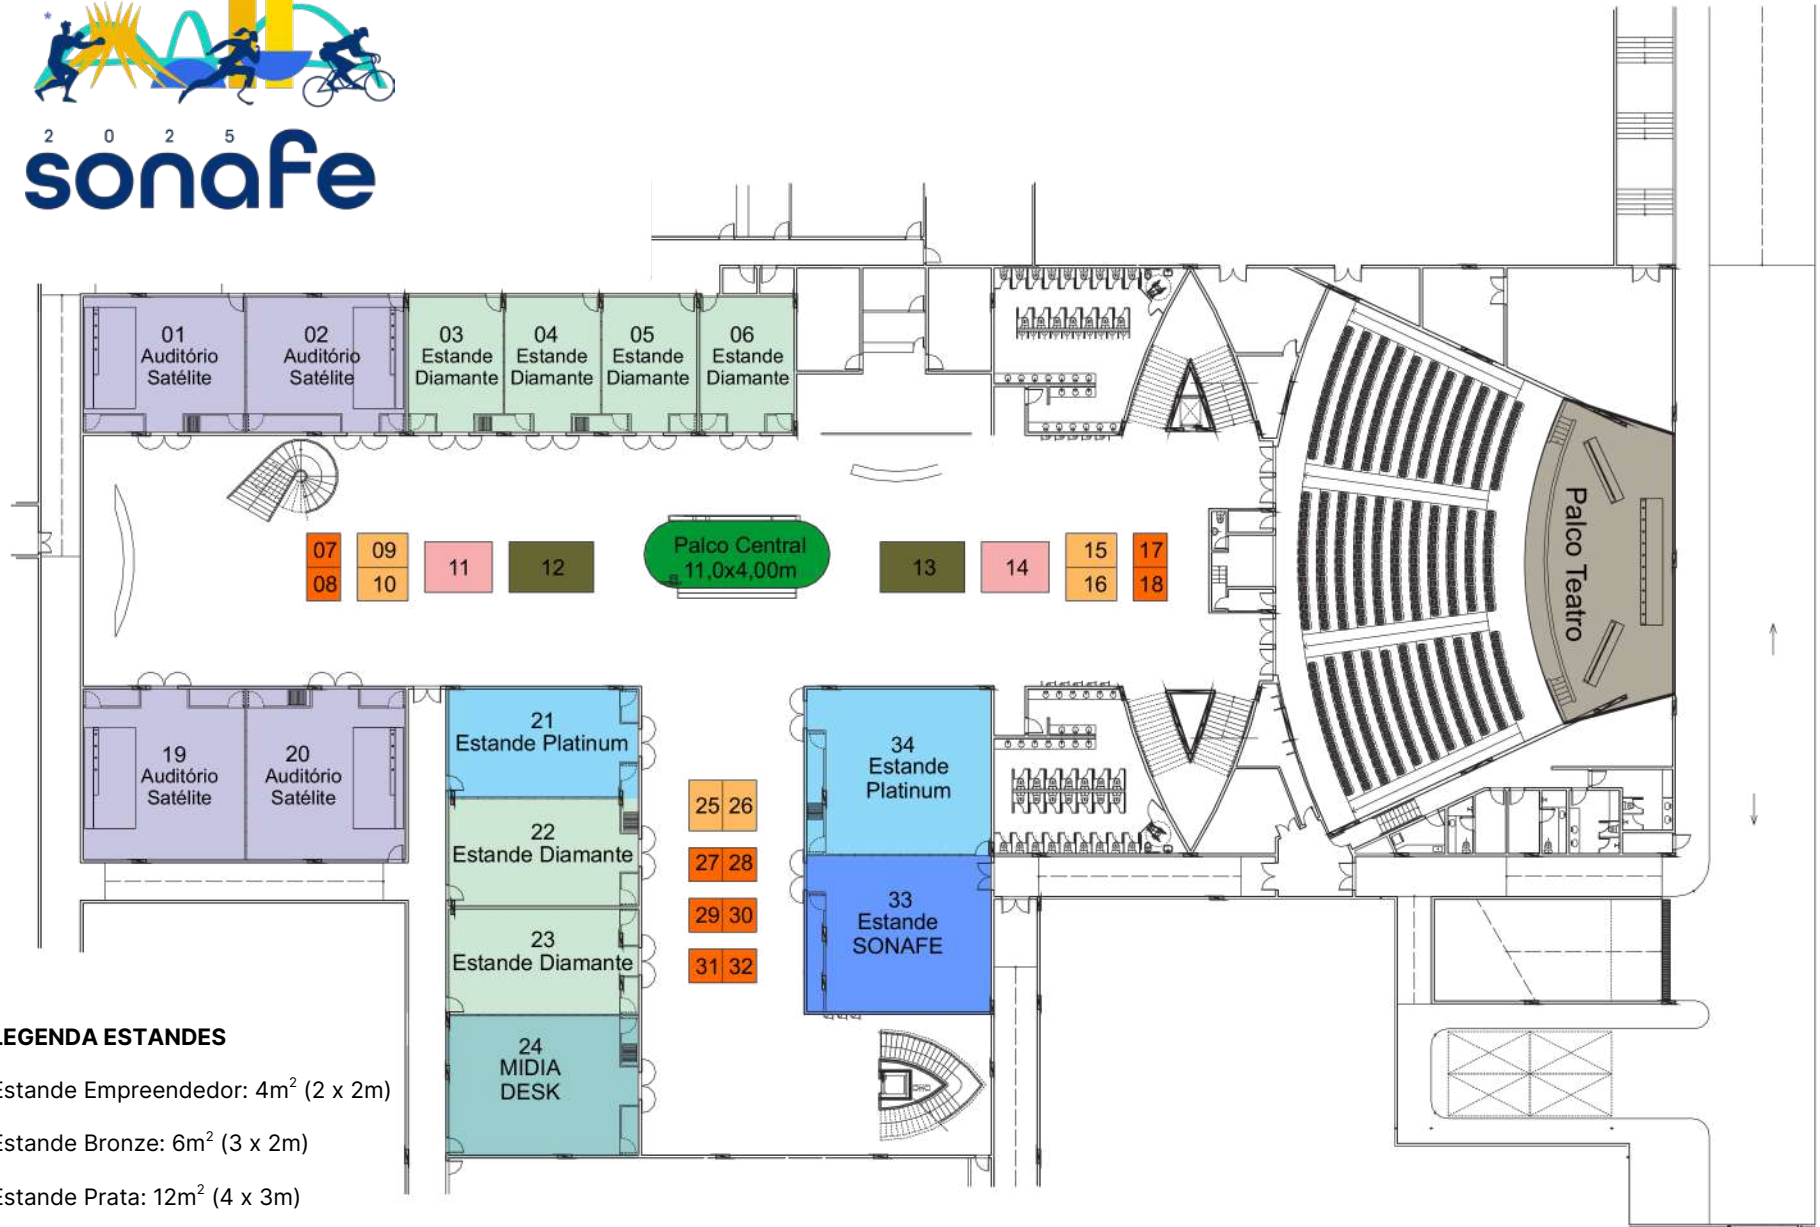 2 0 2 5
sonafe
01
Auditório
Satélite
02
Auditório
Satélite
03
Estande
Diamante
04
Estande
Diamante
05
Estande
Diamante
06
Estande
Diamante
07
08
09
10
11
12
Palco Central
11,0x4,00m
13
14
15
16
17
18
Palco Teatro
19
Auditório
Satélite
20
Auditório
Satélite
21
Estande Platinum
22
Estande Diamante
23
Estande Diamante
24
MIDIA
DESK
25 26
27 28
29 30
31 32
34
Estande
Platinum
33
Estande
SONAFE
LEGENDA ESTANDES
Estande Empreendedor: 4m² (2 x 2m)
Estande Bronze: 6m² (3 x 2m)
Estande Prata: 12m² (4 x 3m)